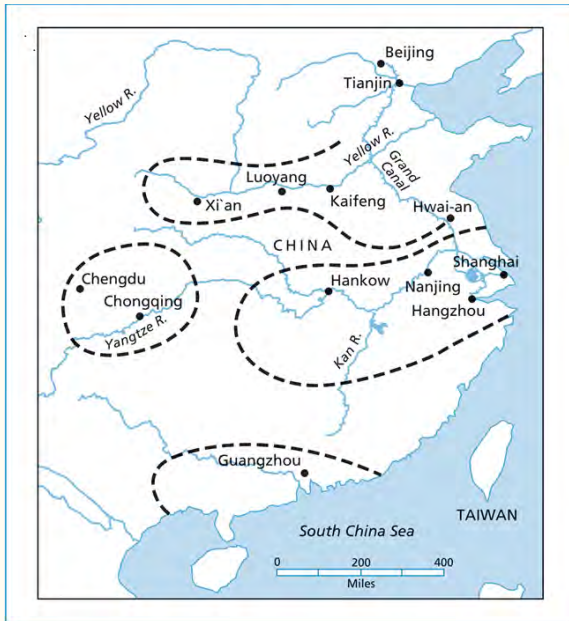 Beijing
Tianjin
Yellow R.
Yellow R.
Grand
Canal
Luoyang
Xi`an
Kaifeng
Hwai-an
CHINA
Shanghai
Chengdu
Hankow
Nanjing
Chongqing
Hangzhou
Yangtze R.
Kan R.
Guangzhou
TAIWAN
South China Sea
0 200 400
Miles